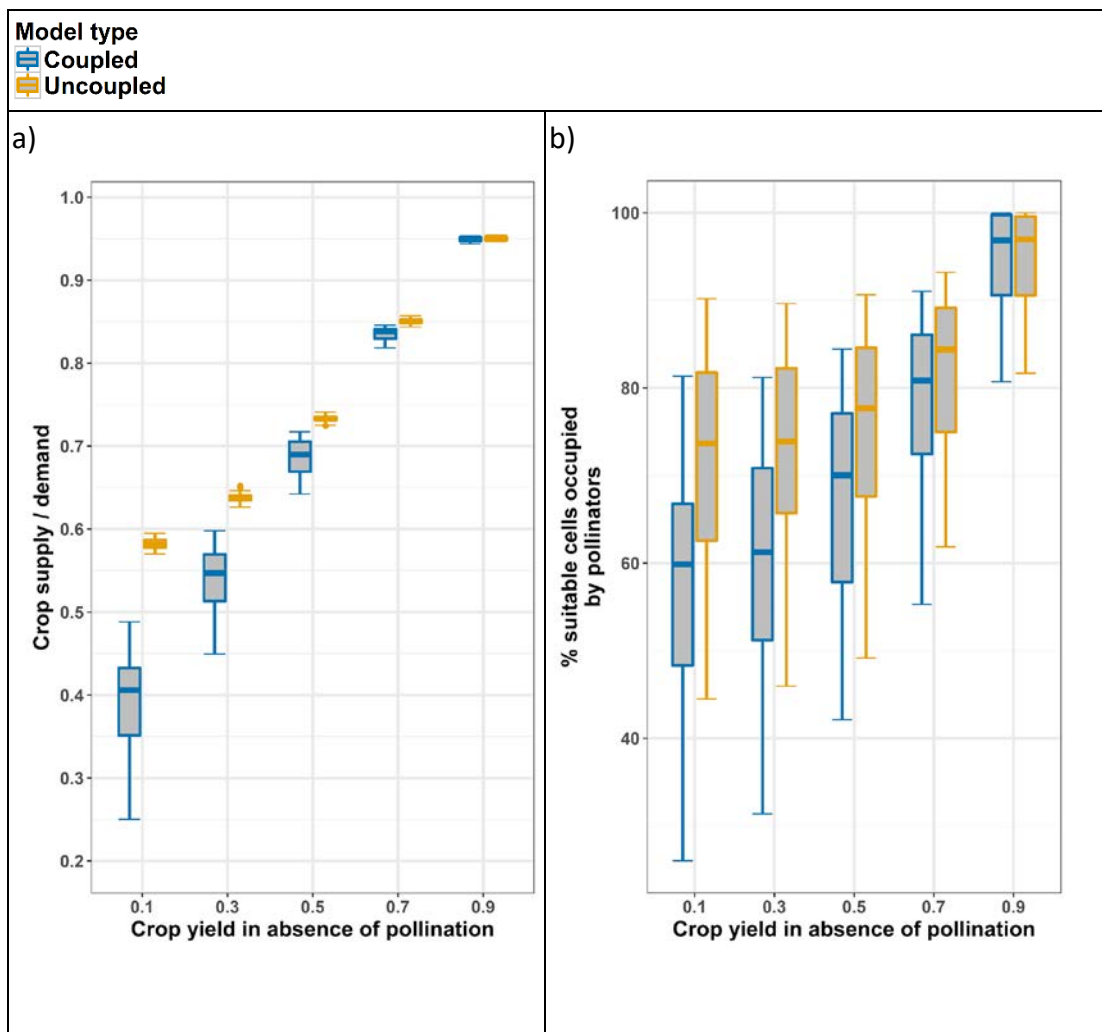 Model type
Coupled
Uncoupled
a)
1.0
0.9
0.8
0.7
0.6
0.5
0.4
0.3
0.2
Crop supply / demand
0.1 0.3 0.5 0.7 0.9
Crop yield in absence of pollination
b)
100
80
60
40
% suitable cells occupied
by pollinators
0.1 0.3 0.5 0.7 0.9
Crop yield in absence of pollination